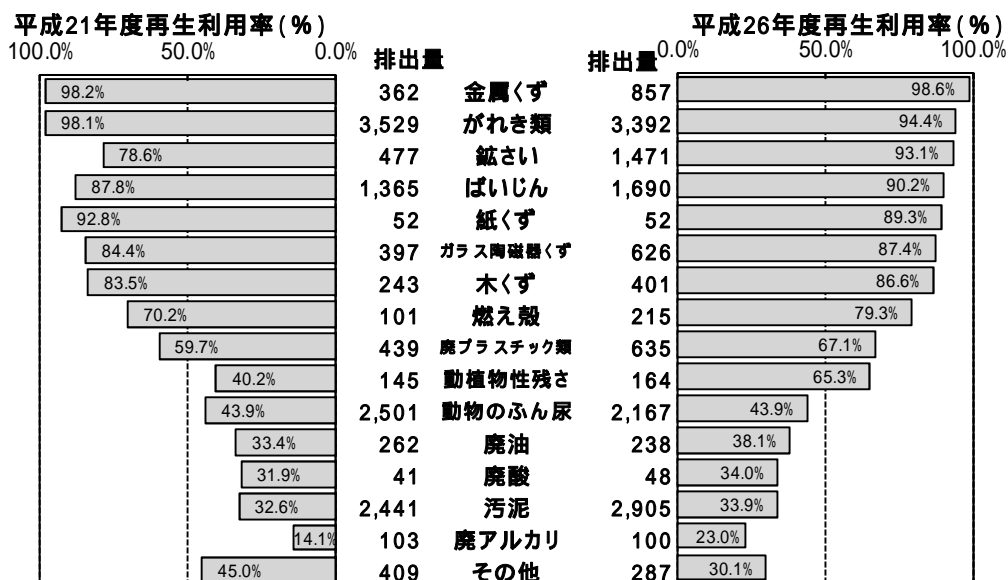 平成21年度再生利用率(%) 平成26年度再生利用率(%)
100.0% 50.0% 0.0% 排出量 排出量 0.0% 50.0% 100.0%
98.2% 362 金属くず 857 98.6%
98.1% 3,529 がれき類 3,392 94.4%
78.6% 477 鉱さい 1,471 93.1%
87.8% 1,365 ばいじん 1,690 90.2%
92.8% 52 紙くず 52 89.3%
84.4% 397 ガラス陶磁器くず 626 87.4%
83.5% 243 木くず 401 86.6%
70.2% 101 燃え殻 215 79.3%
59.7% 439 廃プラスチック類 635 67.1%
40.2% 145 動植物性残さ 164 65.3%
43.9% 2,501 動物のふん尿 2,167 43.9%
33.4% 262 廃油 238 38.1%
31.9% 41 廃酸 48 34.0%
32.6% 2,441 汚泥 2,905 33.9%
14.1% 103 廃アルカリ 100 23.0%
45.0% 409 その他 287 30.1%